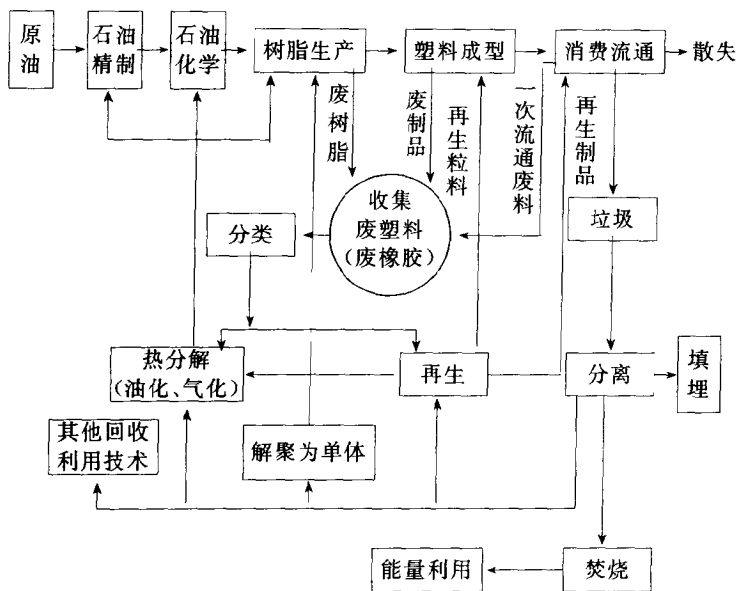 原
油
石油
精制
石油
化学
树脂生产
塑料成型
消费流通
散失
废树脂
废制品
再生粒料
一次流通废料
再生制品
收集
废塑料
(废橡胶)
分类
垃圾
热分解
(油化、气化)
再生
分离
填
埋
其他回收
利用技术
解聚为单体
能量利用
焚烧